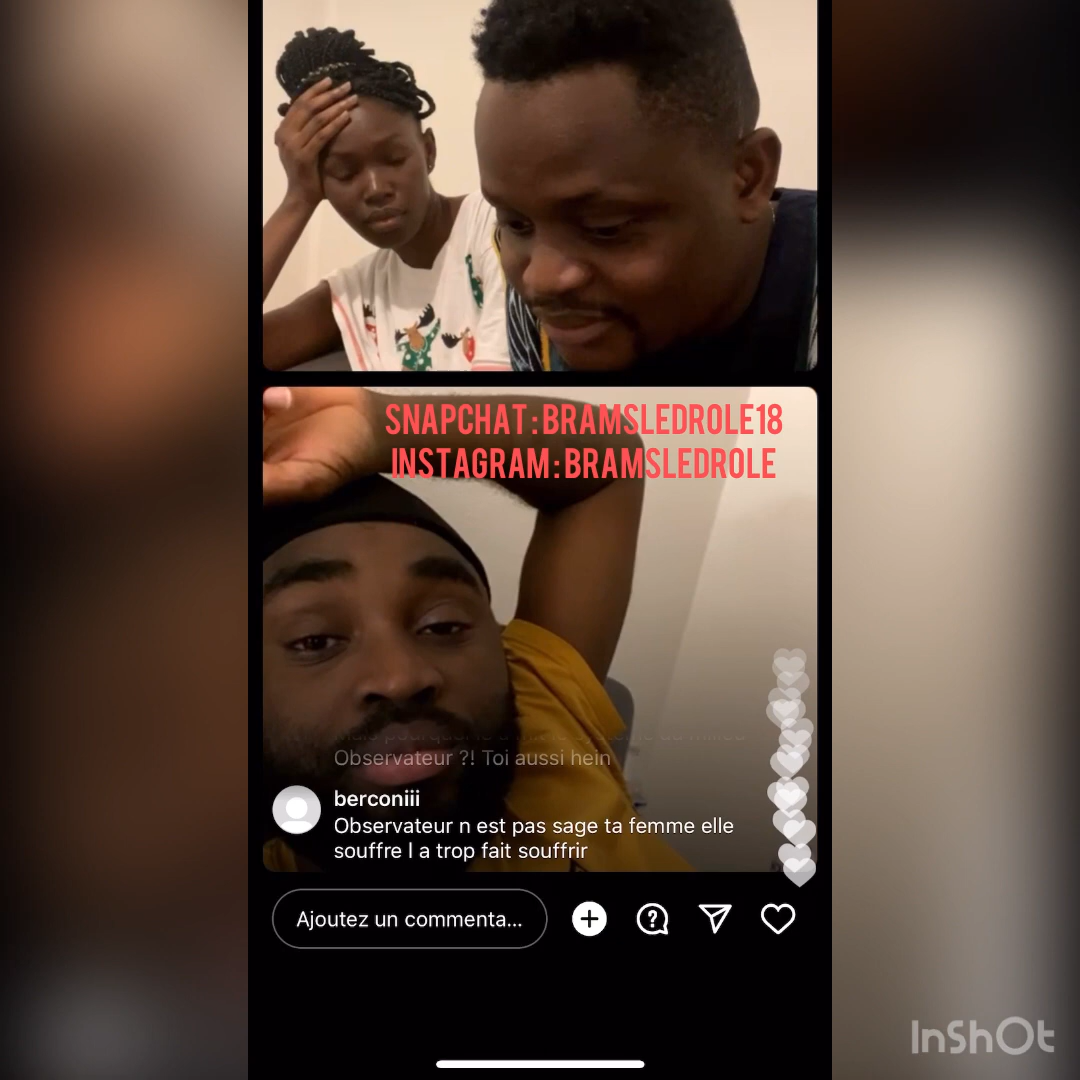 SNAPCHAT : BRAMSLEDROLE18
INSTAGRAM : BRAMSLEDROLE
Observateur ?! Toi aussi hein
berconiii
Observateur n est pas sage ta femme elle
souffre l a trop fait souffrir
Ajoutez un commenta...
InShOt